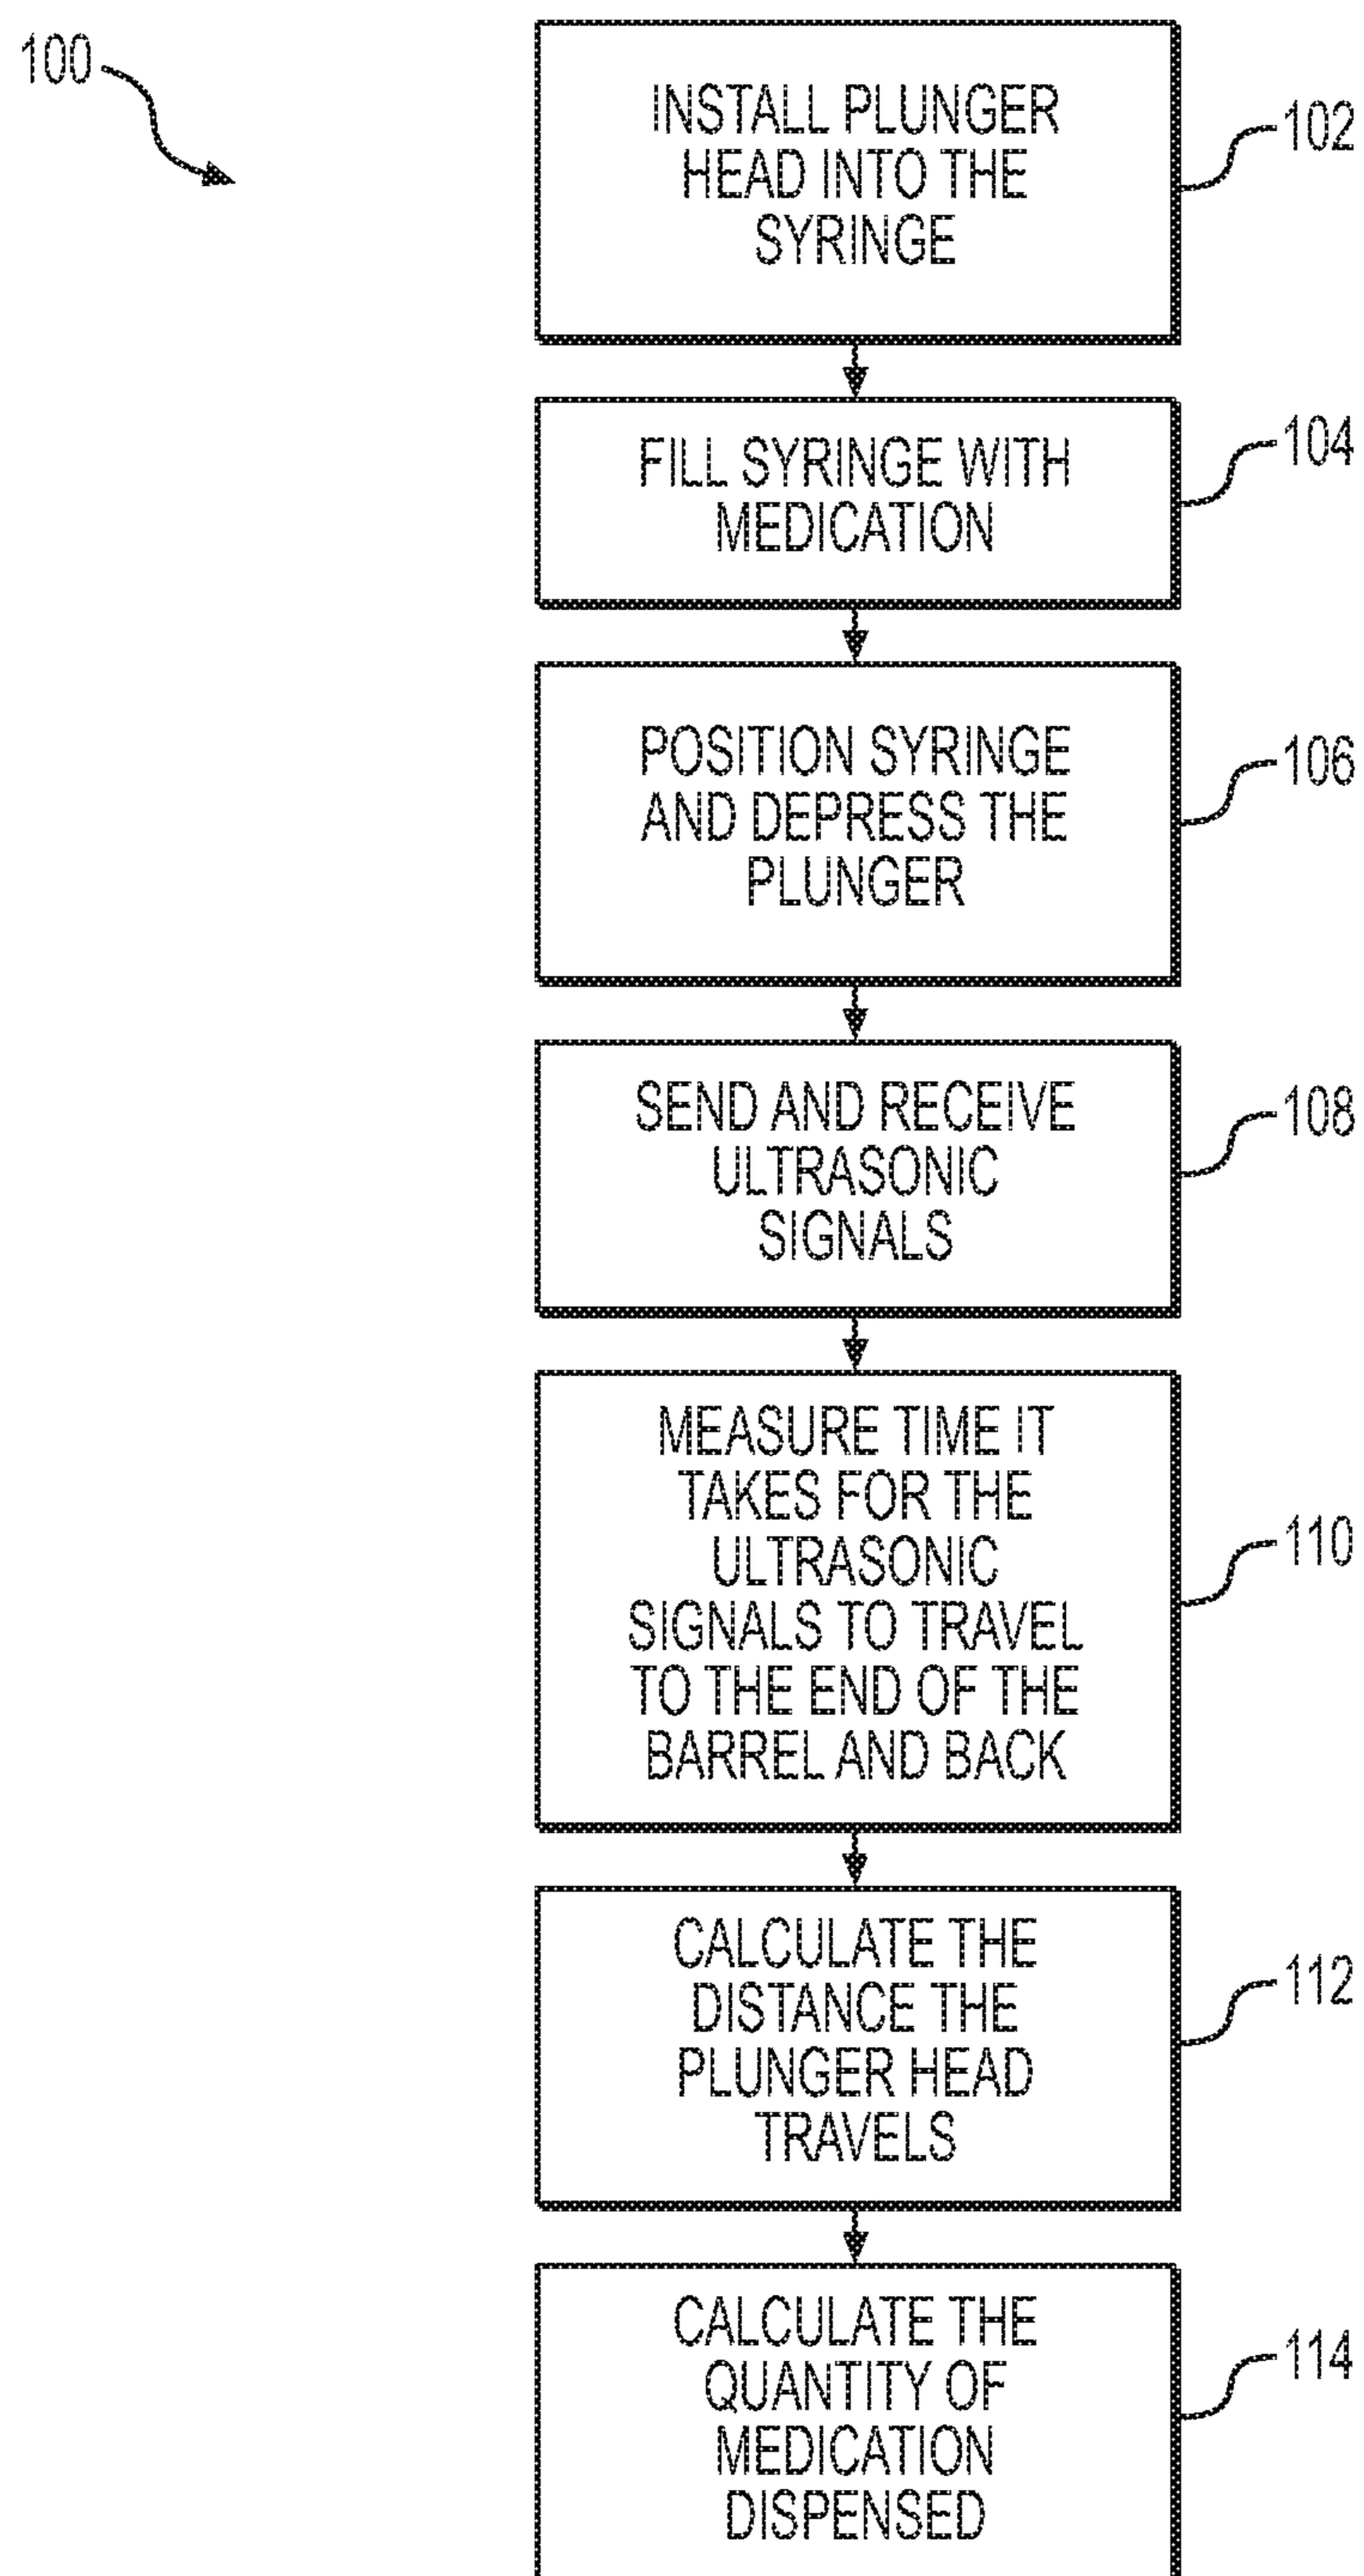 100
INSTALL PLUNGER
HEAD INTO THE
SYRINGE
102
FILL SYRINGE WITH
MEDICATION
104
POSITION SYRINGE
AND DEPRESS THE
PLUNGER
106
SEND AND RECEIVE
ULTRASONIC
SIGNALS
108
MEASURE TIME IT
TAKES FOR THE
ULTRASONIC
SIGNALS TO TRAVEL
TO THE END OF THE
BARREL AND BACK
110
CALCULATE THE
DISTANCE THE
PLUNGER HEAD
TRAVELS
112
CALCULATE THE
QUANTITY OF
MEDICATION
DISPENSED
114